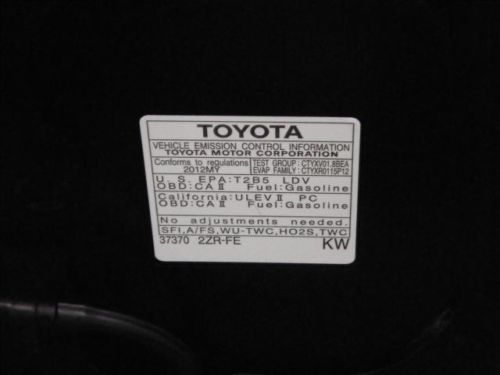 TOYOTA
VEHICLE EMISSION CONTROL INFORMATION
TOYOTA MOTOR CORPORATION
Conforms to regulations: 2012MY
TEST GROUP : CTYXV01.8BEA
EVAP FAMILY : CTYXR0115P12
U. S. EPA:T2B5 LDV
OBD:CAⅡ Fuel:Gasoline
California:ULEVⅡ PC
OBD:CAⅡ Fuel:Gasoline
No adjustments needed.
SFI,A/FS,WU-TWC,HO2S,TWC
37370 2ZR-FE KW